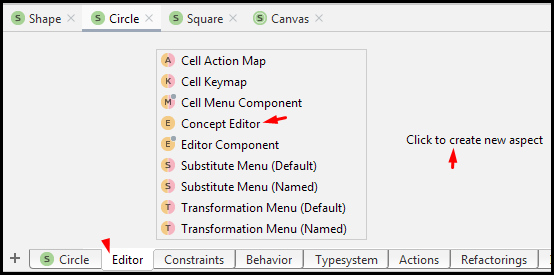 S Shape × S Circle × S Square × S Canvas ×
A Cell Action Map
K Cell Keymap
M Cell Menu Component
E Concept Editor
Click to create new aspect
E Editor Component
S Substitute Menu (Default)
S Substitute Menu (Named)
T Transformation Menu (Default)
T Transformation Menu (Named)
+ S Circle Editor Constraints Behavior Typesystem Actions Refactorings